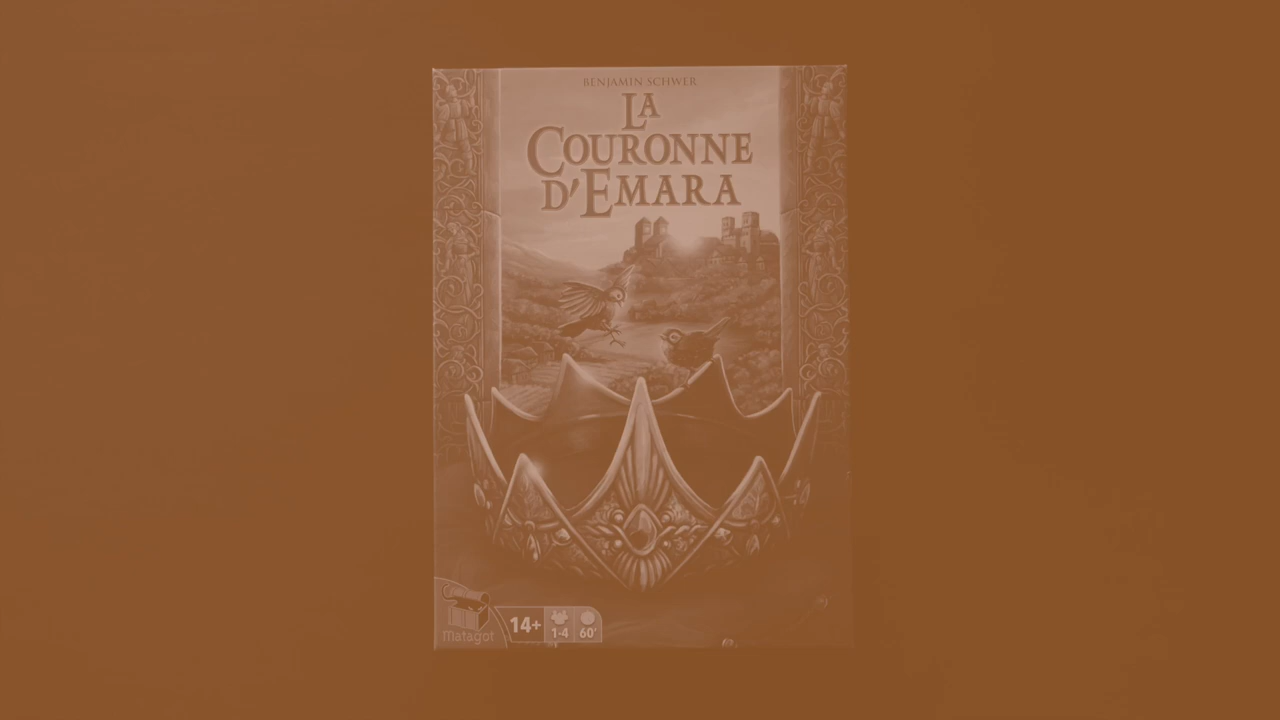 BENJAMIN SCHWER
LA
COURONNE
D'EMARA
Matagot
14+
1-4
60'